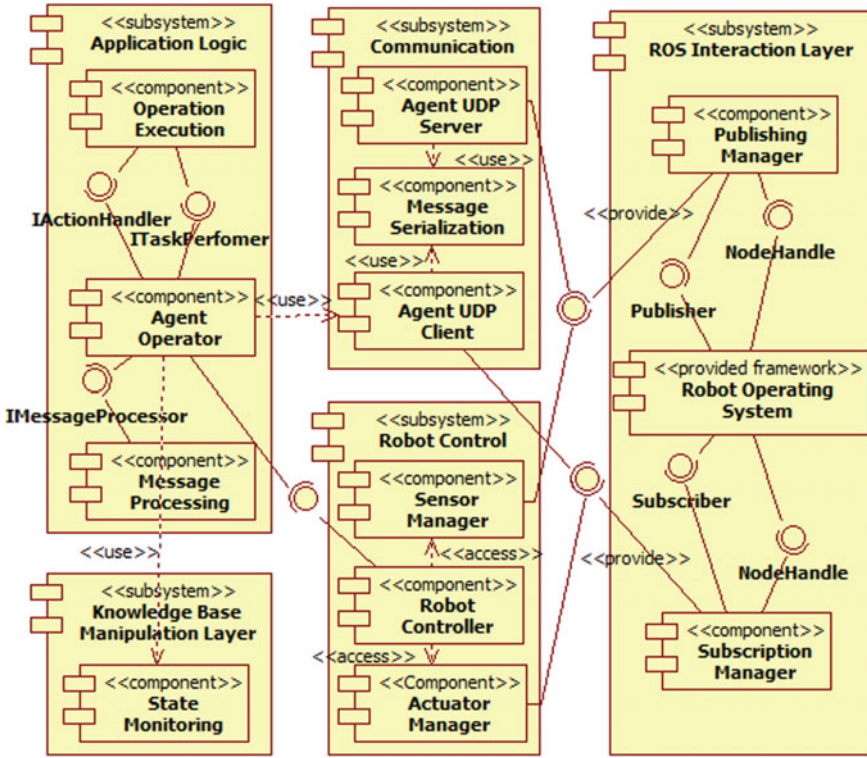 <<subsystem>>
Application Logic
<<component>>
Operation
Execution
IActionHandler
ITaskPerfomer
<<component>>
Agent
Operator
<<use>>
IMessageProcessor
<<component>>
Message
Processing
<<use>>
<<subsystem>>
Knowledge Base
Manipulation Layer
<<component>>
State
Monitoring
<<subsystem>>
Communication
<<component>>
Agent UDP
Server
<<use>>
<<component>>
Message
Serialization
<<use>>
<<component>>
Agent UDP
Client
<<subsystem>>
Robot Control
<<component>>
Sensor
Manager
<<access>>
<<component>>
Robot
Controller
<<access>>
<<Component>>
Actuator
Manager
<<subsystem>>
ROS Interaction Layer
<<component>>
Publishing
Manager
<<provide>>
NodeHandle
Publisher
<<provided framework>>
Robot Operating
System
Subscriber
<<provide>>
NodeHandle
<<component>>
Subscription
Manager